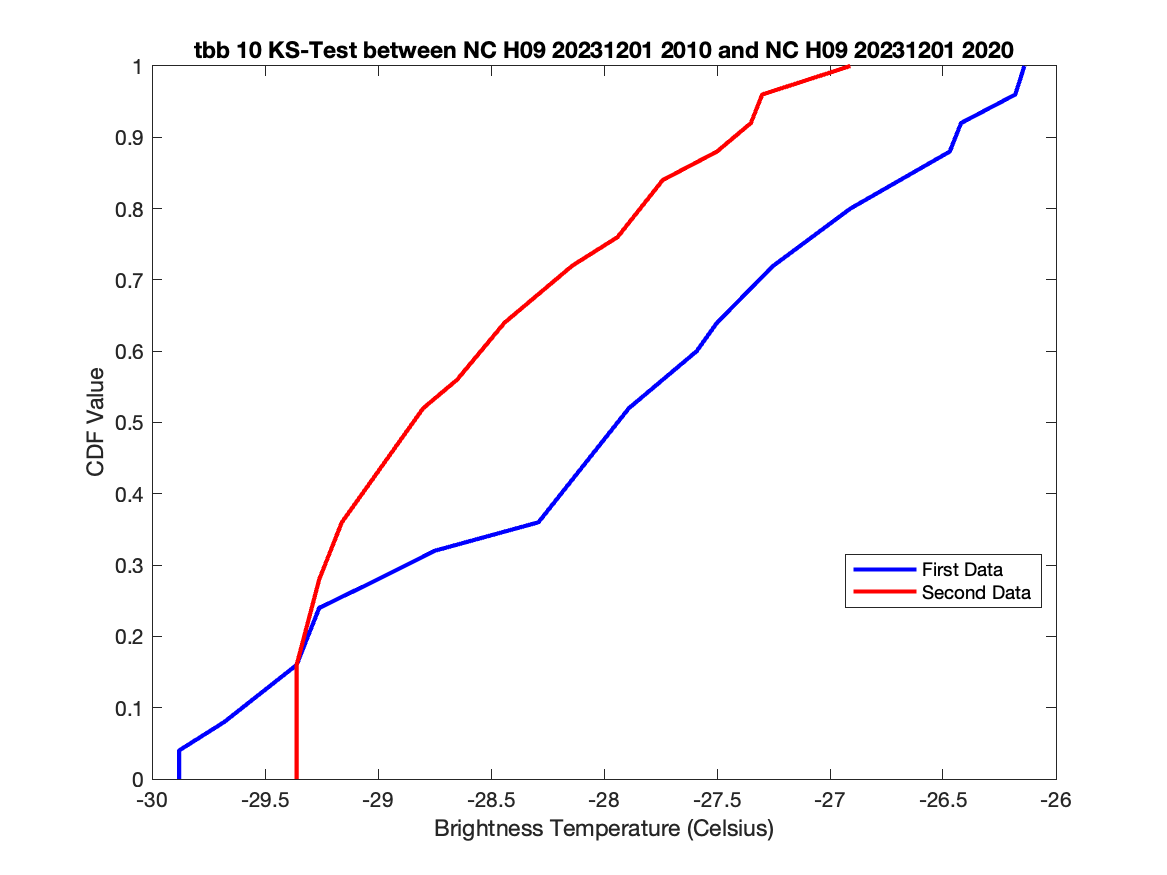 tbb 10 KS-Test between NC H09 20231201 2010 and NC H09 20231201 2020
1
0.9
0.8
0.7
0.6
0.5
0.4
0.3
0.2
0.1
0
CDF Value
First Data
Second Data
-30 -29.5 -29 -28.5 -28 -27.5 -27 -26.5 -26
Brightness Temperature (Celsius)